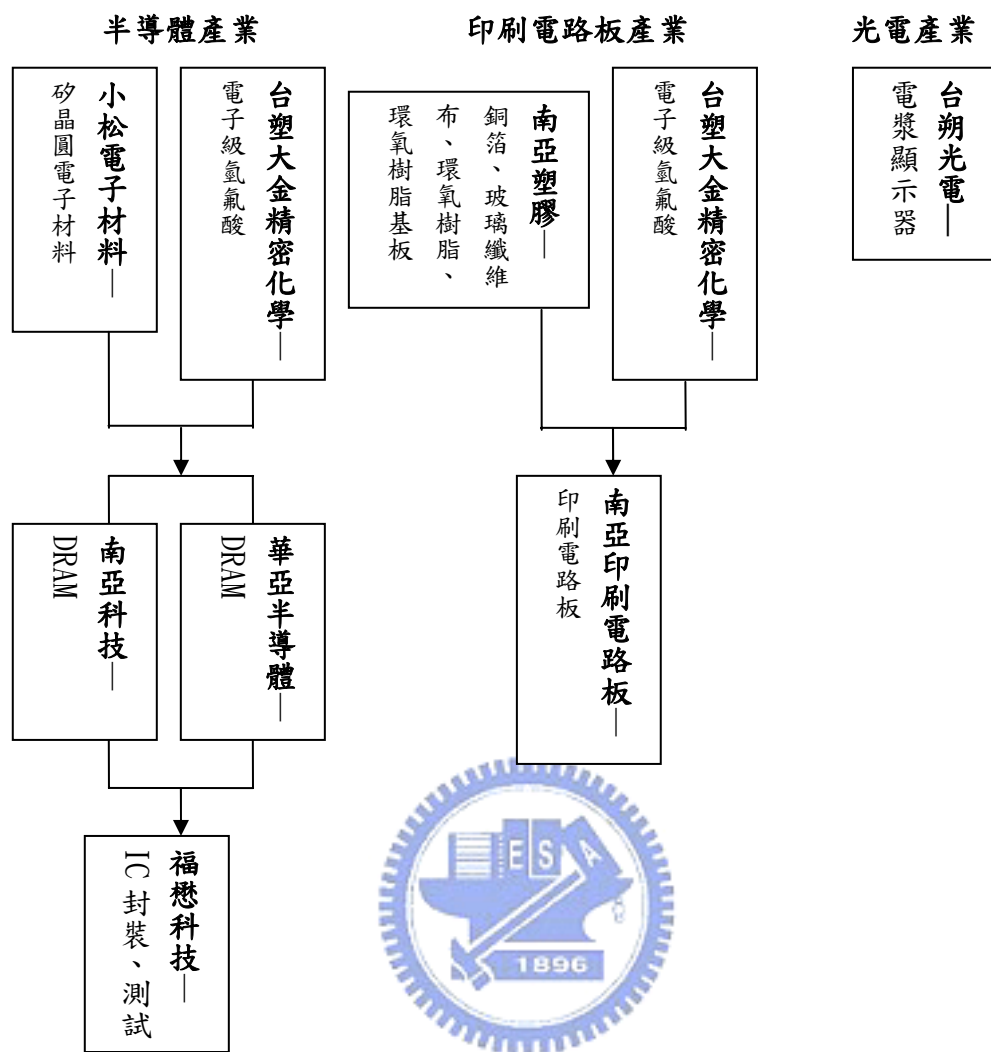 半導體產業
印刷電路板產業
光電產業
小松電子材料—
矽晶圓電子材料
台塑大金精密化學—
電子級氫氟酸
南亞塑膠—
銅箔、玻璃纖維
布、環氧樹脂、
環氧樹脂基板
台塑大金精密化學—
電子級氫氟酸
台朔光電—
電漿顯示器
南亞科技—
DRAM
華亞半導體—
DRAM
南亞印刷電路板—
印刷電路板
福懋科技—
IC 封裝、測試
E S A
1896